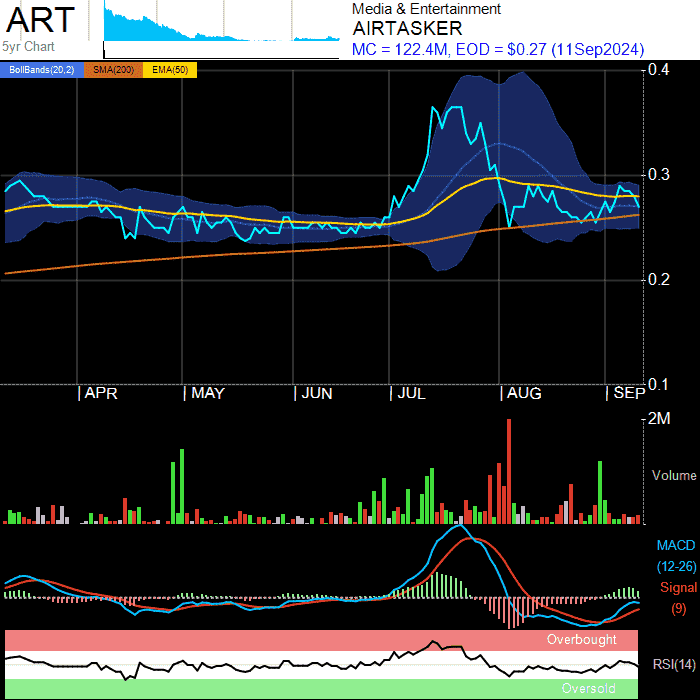 ART
5yr Chart
Media & Entertainment
AIRTASKER
MC = 122.4M, EOD = $0.27 (11Sep2024)
BollBands(20,2) SMA(200) EMA(50)
0.4
0.3
0.2
0.1
APR MAY JUN JUL AUG SEP
2M
Volume
MACD
(12-26)
Signal
(9)
Overbought
RSI(14)
Oversold